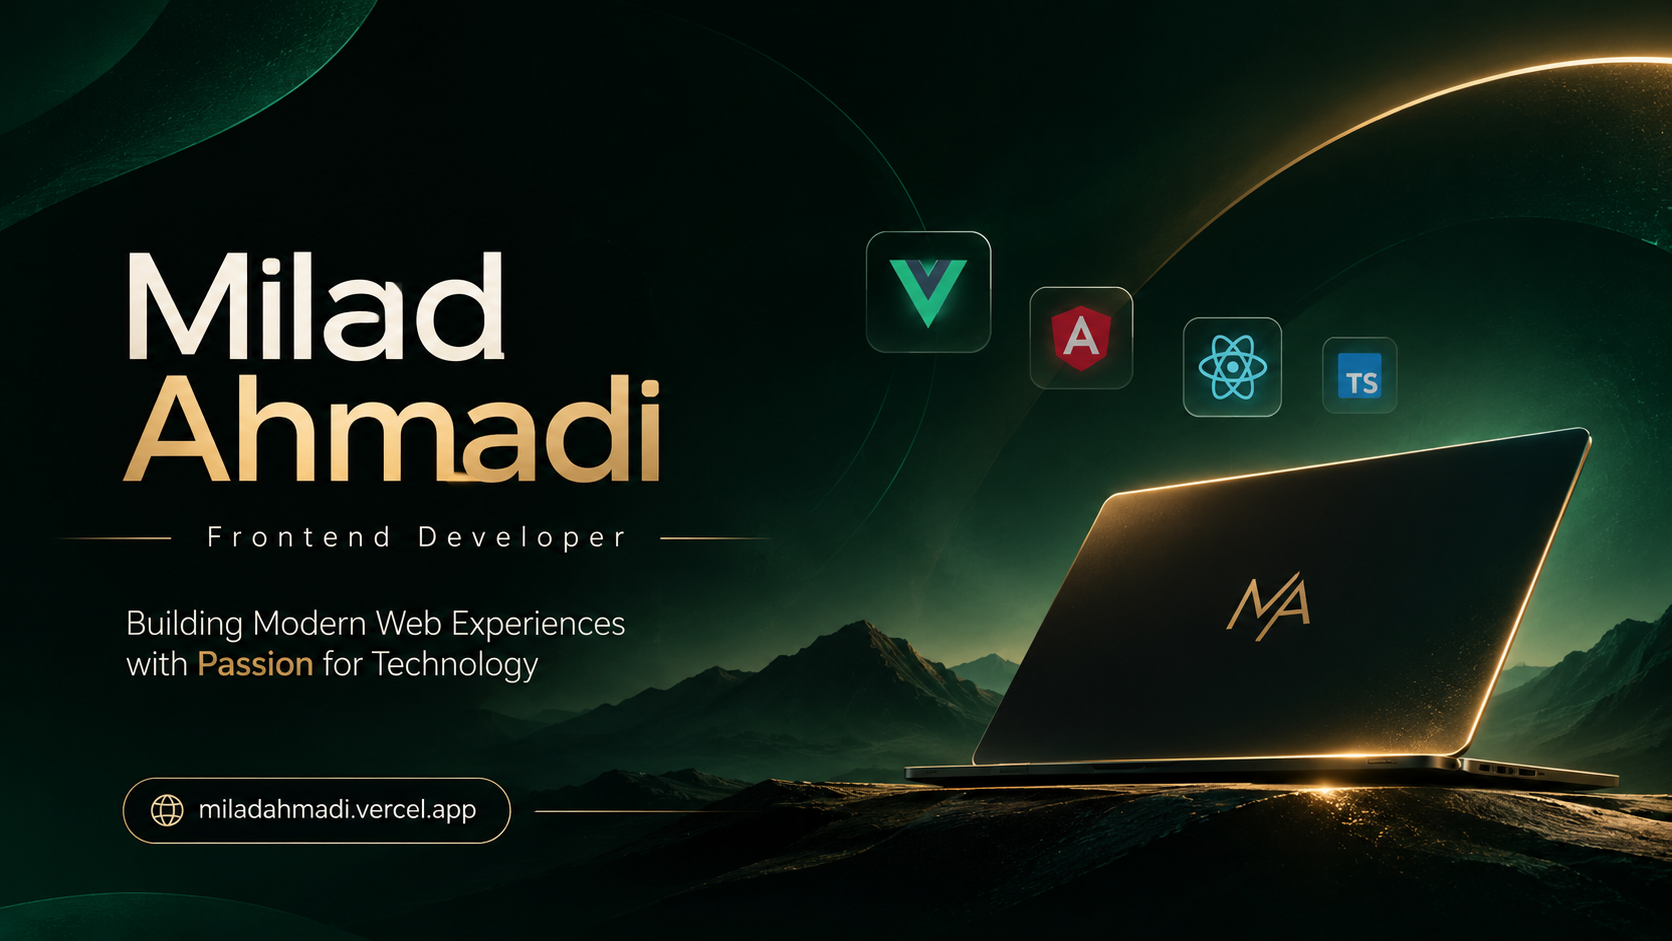 Milad
Ahmadi
Frontend Developer
Building Modern Web Experiences
with Passion for Technology
miladahmadi.vercel.app
A
TS
MA